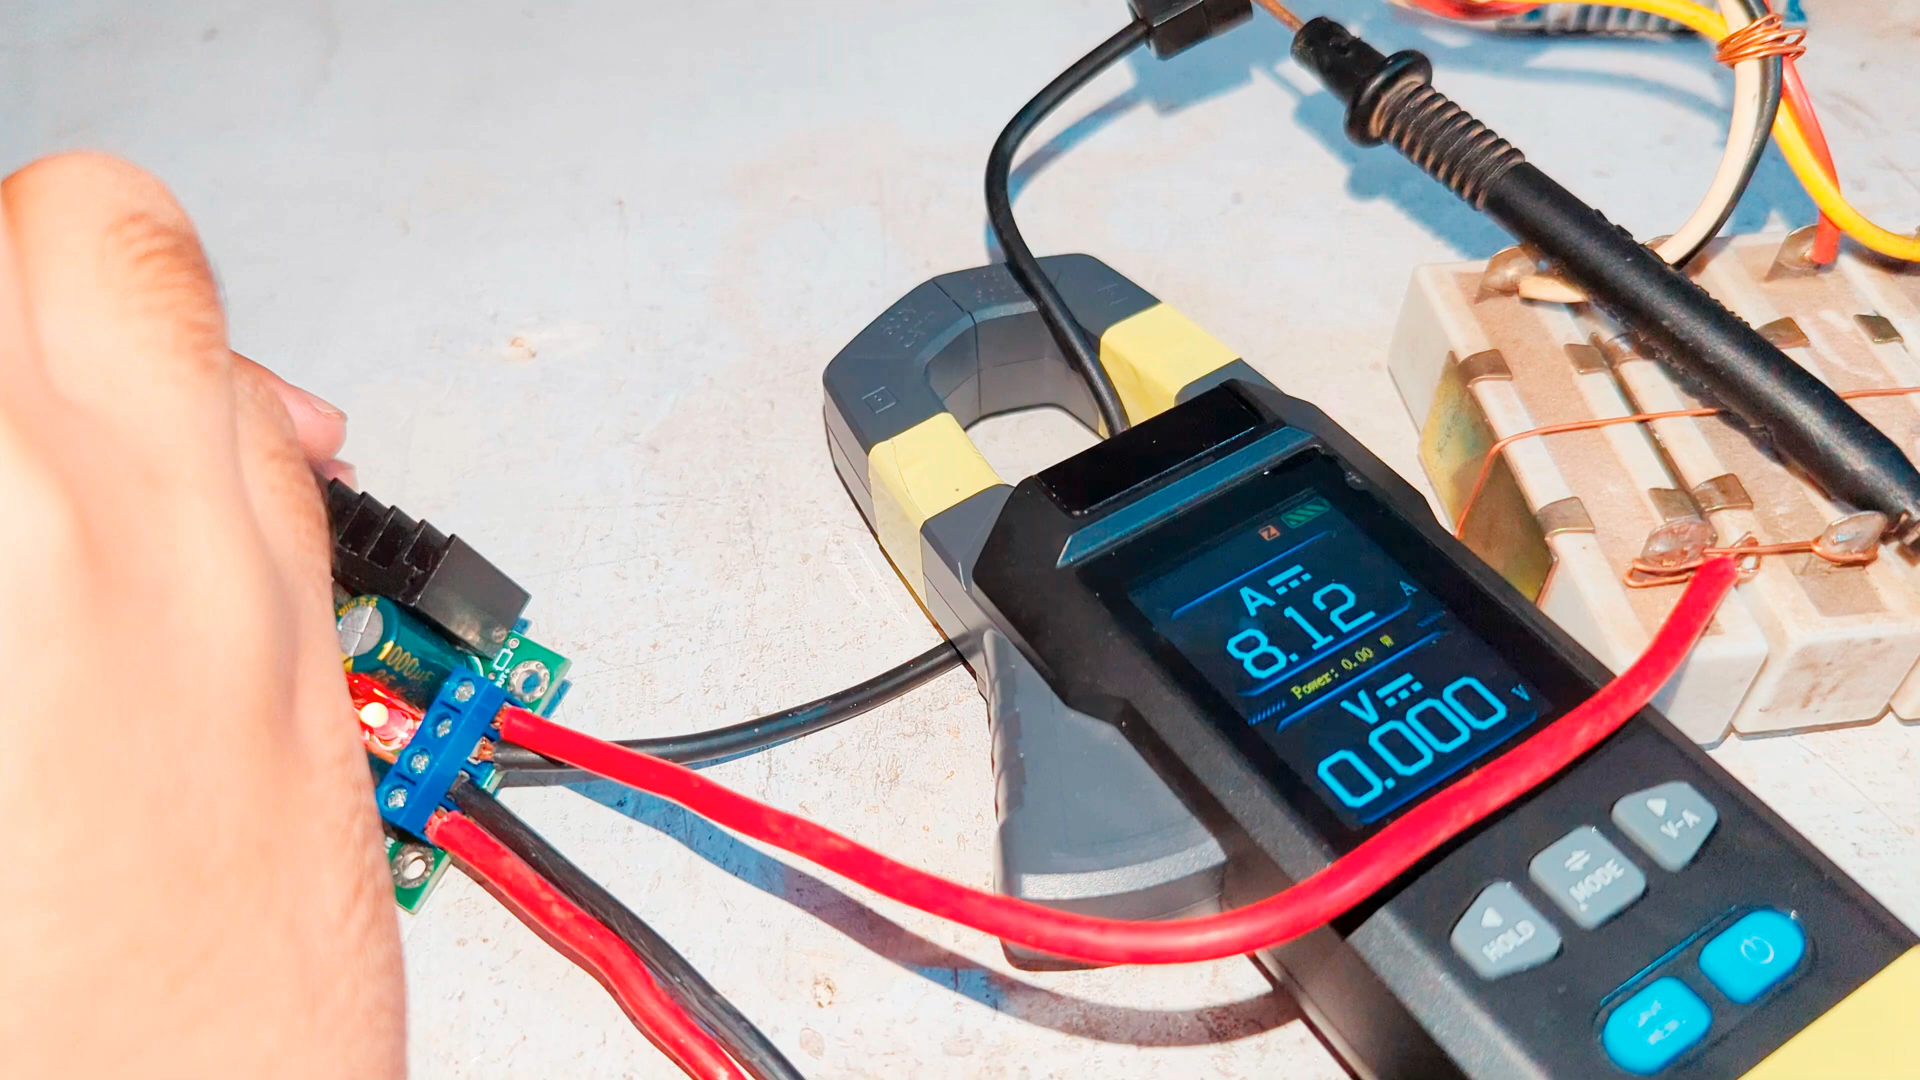 A
8.12 A
Power: 0.00 W
V
0.000 V
V-A
MODE
HOLD
1000µF